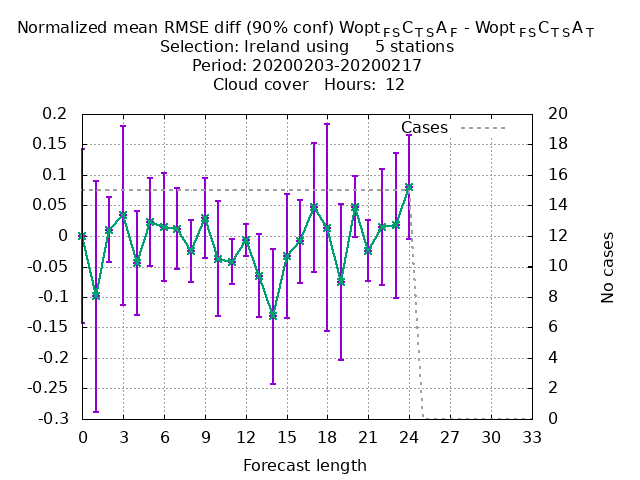 Normalized mean RMSE diff (90% conf) Wopt FS C T S A F - Wopt FS C T S A T
Selection: Ireland using 5 stations
Period: 20200203-20200217
Cloud cover Hours: 12
Cases
0.2
0.15
0.1
0.05
0
-0.05
-0.1
-0.15
-0.2
-0.25
-0.3
20
18
16
14
12
10
8
6
4
2
0
No cases
0 3 6 9 12 15 18 21 24 27 30 33
Forecast length